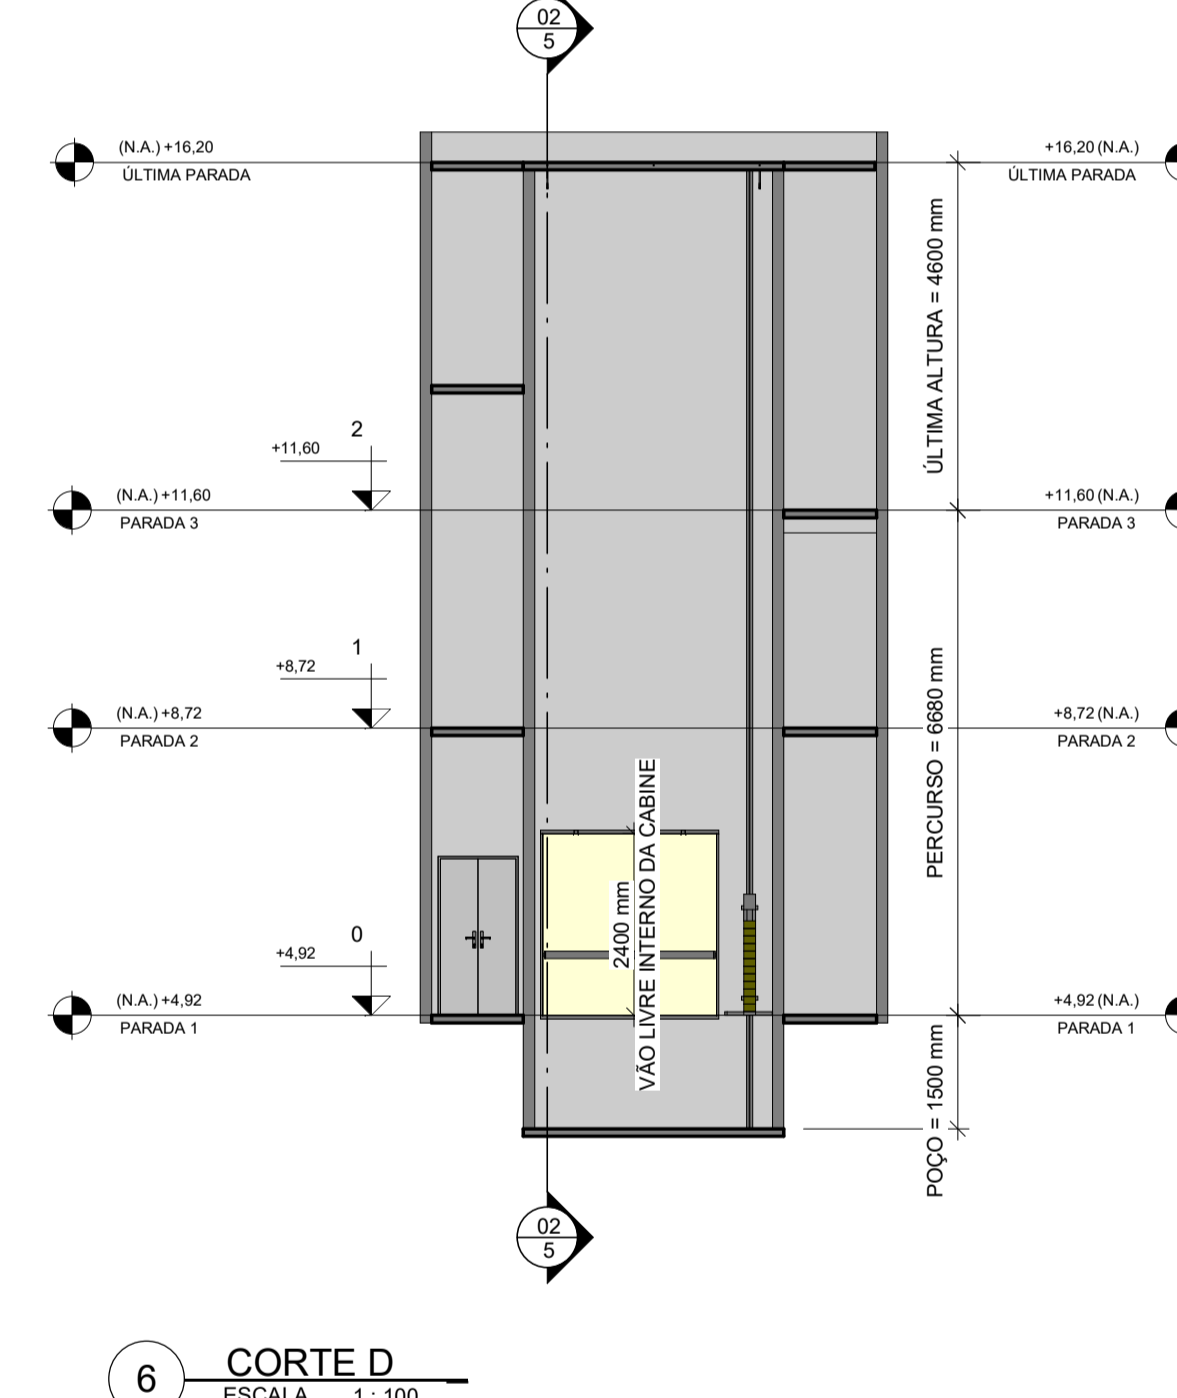 02
5
(N.A.) +16,20
ÚLTIMA PARADA
+16,20 (N.A.)
ÚLTIMA PARADA
ÚLTIMA ALTURA = 4600 mm
2
+11,60
(N.A.) +11,60
PARADA 3
+11,60 (N.A.)
PARADA 3
1
+8,72
(N.A.) +8,72
PARADA 2
+8,72 (N.A.)
PARADA 2
PERCURSO = 6680 mm
2400 mm
VÃO LIVRE INTERNO DA CABINE
0
+4,92
(N.A.) +4,92
PARADA 1
+4,92 (N.A.)
PARADA 1
POÇO = 1500 mm
02
5
6
CORTE D
ESCALA 1 : 100